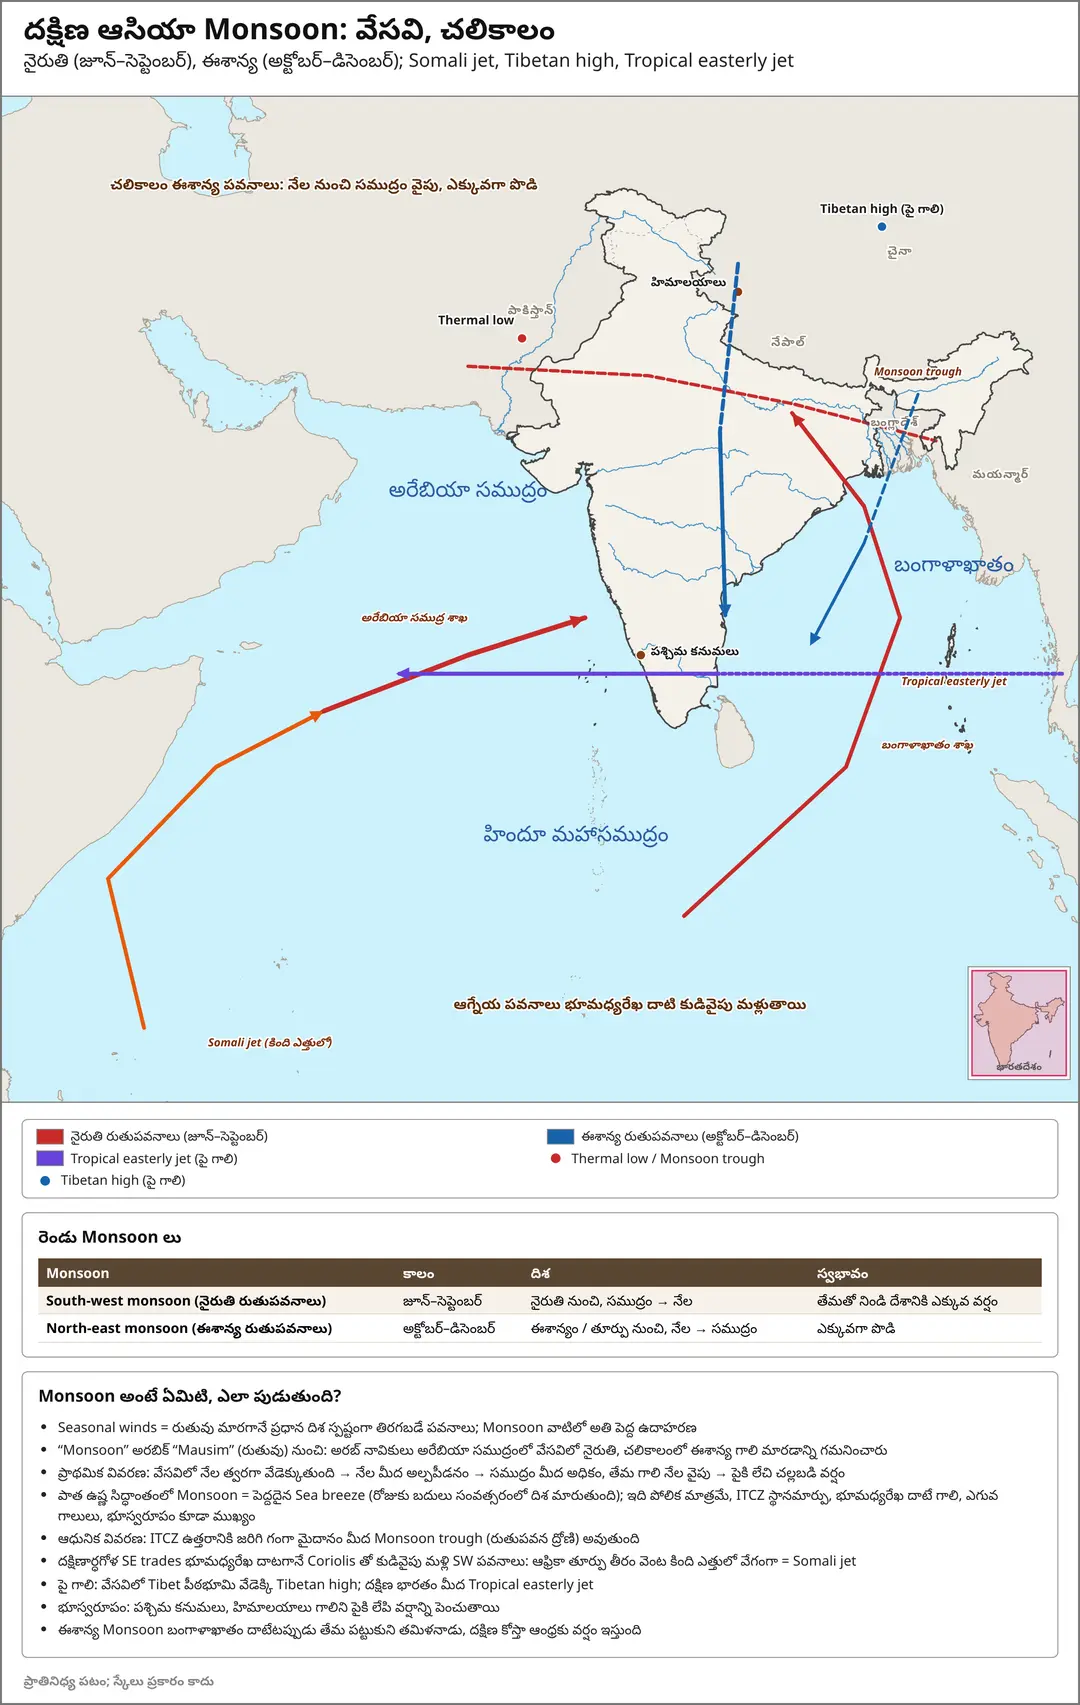 దక్షిణ ఆసియా Monsoon: వేసవి, చలికాలం
నైరుతి (జూన్–సెప్టెంబర్), ఈశాన్య (అక్టోబర్–డిసెంబర్); Somali jet, Tibetan high, Tropical easterly jet
చలికాలం ఈశాన్య పవనాలు: నేల నుంచి సముద్రం వైపు, ఎక్కువగా పొడి
Tibetan high (పై గాలి)
చైనా
హిమాలయాలు
పాకిస్తాన్
Thermal low
నేపాల్
Monsoon trough
బంగ్లాదేశ్
మయన్మార్
అరేబియా సముద్రం
బంగాళాఖాతం
అరేబియా సముద్ర శాఖ
పశ్చిమ కనుమలు
Tropical easterly jet
బంగాళాఖాతం శాఖ
హిందూ మహాసముద్రం
ఆగ్నేయ పవనాలు భూమధ్యరేఖ దాటి కుడివైపు మళ్లుతాయి
Somali jet (కింది ఎత్తులో)
భారతదేశం
నైరుతి రుతుపవనాలు (జూన్–సెప్టెంబర్)
ఈశాన్య రుతుపవనాలు (అక్టోబర్–డిసెంబర్)
Tropical easterly jet (పై గాలి)
Thermal low / Monsoon trough
Tibetan high (పై గాలి)
రెండు Monsoon లు
Monsoon కాలం దిశ స్వభావం
South-west monsoon (నైరుతి రుతుపవనాలు) జూన్–సెప్టెంబర్ నైరుతి నుంచి, సముద్రం → నేల తేమతో నిండి దేశానికి ఎక్కువ వర్షం
North-east monsoon (ఈశాన్య రుతుపవనాలు) అక్టోబర్–డిసెంబర్ ఈశాన్యం / తూర్పు నుంచి, నేల → సముద్రం ఎక్కువగా పొడి
Monsoon అంటే ఏమిటి, ఎలా పుడుతుంది?
• Seasonal winds = రుతువు మారగానే ప్రధాన దిశ స్పష్టంగా తిరగబడే పవనాలు; Monsoon వాటిలో అతి పెద్ద ఉదాహరణ
• “Monsoon” అరబిక్ “Mausim” (రుతువు) నుంచి: అరబ్ నావికులు అరేబియా సముద్రంలో వేసవిలో నైరుతి, చలికాలంలో ఈశాన్య గాలి మారడాన్ని గమనించారు
• ప్రాథమిక వివరణ: వేసవిలో నేల త్వరగా వేడెక్కుతుంది → నేల మీద అల్పపీడనం → సముద్రం మీద అధికం, తేమ గాలి నేల వైపు → పైకి లేచి చల్లబడి వర్షం
• పాత ఉష్ణ సిద్ధాంతంలో Monsoon = పెద్దదైన Sea breeze (రోజుకు బదులు సంవత్సరంలో దిశ మారుతుంది); ఇది పోలిక మాత్రమే, ITCZ స్థానమార్పు, భూమధ్యరేఖ దాటే గాలి, ఎగువ
గాలులు, భూస్వరూపం కూడా ముఖ్యం
• ఆధునిక వివరణ: ITCZ ఉత్తరానికి జరిగి గంగా మైదానం మీద Monsoon trough (రుతుపవన ద్రోణి) అవుతుంది
• దక్షిణార్ధగోళ SE trades భూమధ్యరేఖ దాటగానే Coriolis తో కుడివైపు మళ్లి SW పవనాలు: ఆఫ్రికా తూర్పు తీరం వెంట కింది ఎత్తులో వేగంగా = Somali jet
• పై గాలి: వేసవిలో Tibet పీఠభూమి వేడెక్కి Tibetan high; దక్షిణ భారతం మీద Tropical easterly jet
• భూస్వరూపం: పశ్చిమ కనుమలు, హిమాలయాలు గాలిని పైకి లేపి వర్షాన్ని పెంచుతాయి
• ఈశాన్య Monsoon బంగాళాఖాతం దాటేటప్పుడు తేమ పట్టుకుని తమిళనాడు, దక్షిణ కోస్తా ఆంధ్రకు వర్షం ఇస్తుంది
ప్రాతినిధ్య పటం; స్కేలు ప్రకారం కాదు